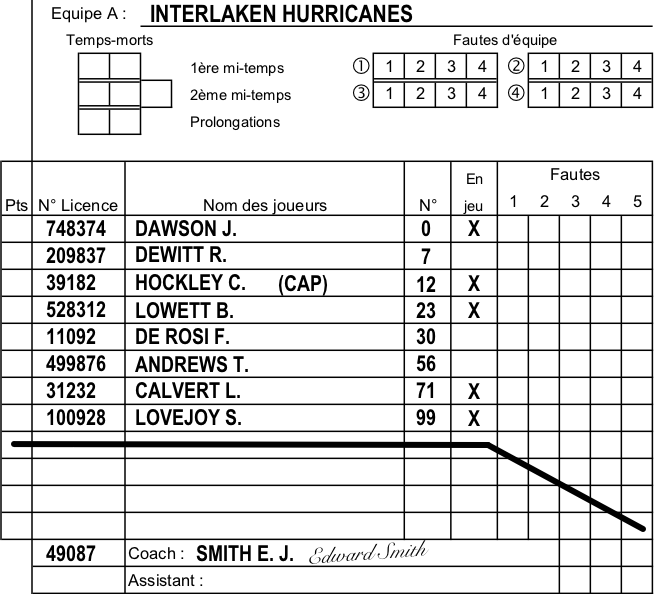 Equipe A : INTERLAKEN HURRICANES
Temps-morts Fautes d'équipe
1ère mi-temps ① 1 2 3 4 ② 1 2 3 4
2ème mi-temps ③ 1 2 3 4 ④ 1 2 3 4
Prolongations
En Fautes
Pts N° Licence Nom des joueurs N° jeu 1 2 3 4 5
748374 DAWSON J. 0 X
209837 DEWITT R. 7
39182 HOCKLEY C. (CAP) 12 X
528312 LOWETT B. 23 X
11092 DE ROSI F. 30
499876 ANDREWS T. 56
31232 CALVERT L. 71 X
100928 LOVEJOY S. 99 X
49087 Coach : SMITH E. J. Edward Smith
Assistant :